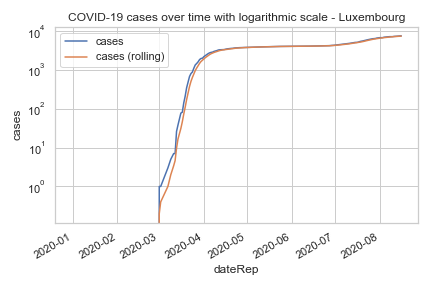 COVID-19 cases over time with logarithmic scale - Luxembourg
10^4
10^3
10^2
10^1
10^0
cases
cases
cases (rolling)
2020-01
2020-02
2020-03
2020-04
2020-05
2020-06
2020-07
2020-08
dateRep